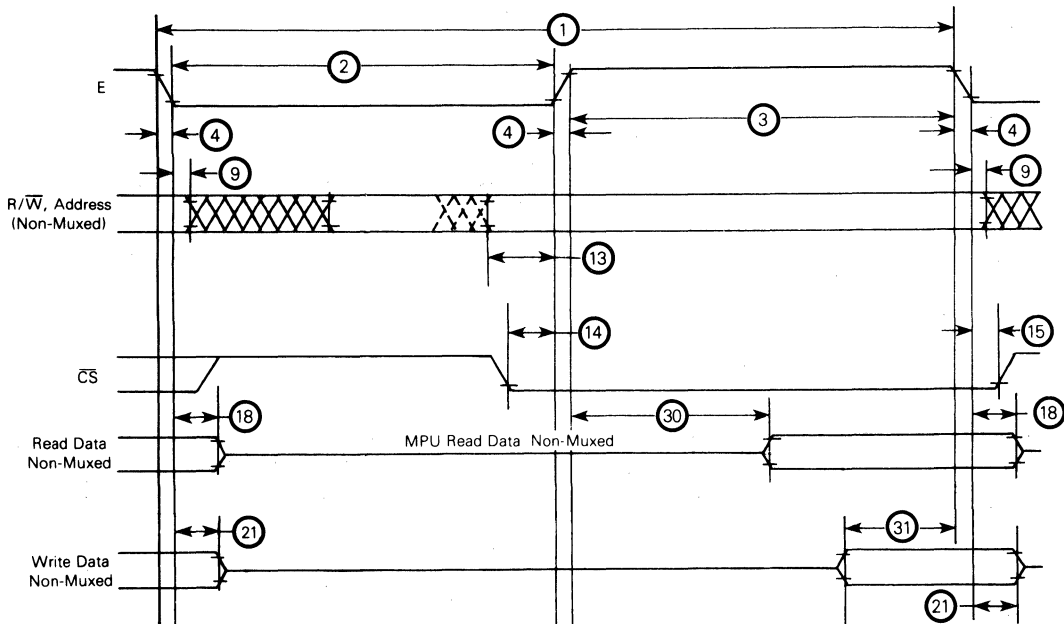 1
2
E
3
4
4
4
9
9
R/W̅, Address
(Non-Muxed)
13
14
15
C̅S̅
18
30
18
Read Data
Non-Muxed
MPU Read Data Non-Muxed
21
31
Write Data
Non-Muxed
21